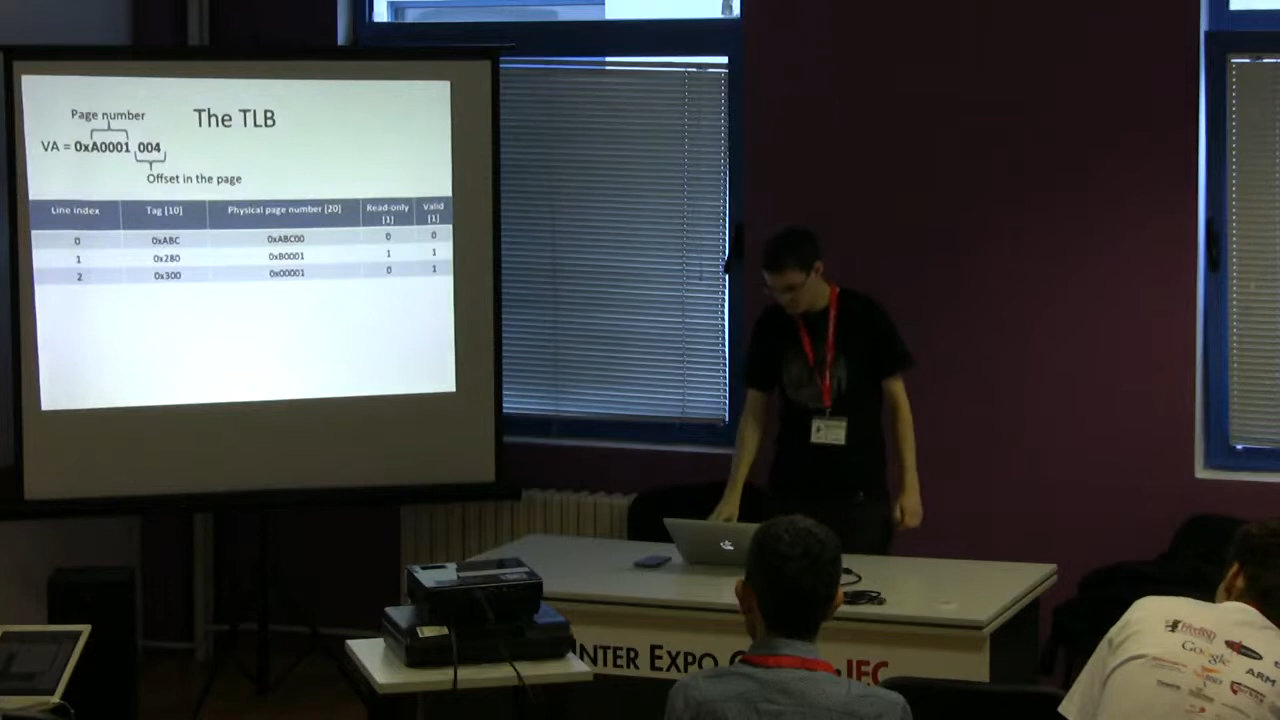 The TLB
Page number
VA = 0xA0001 004
Offset in the page
Line index Tag [10] Physical page number [20] Read-only [1] Valid [1]
0 0xABC 0xABC00 0 0
1 0x280 0xB0001 1 1
2 0x300 0x00001 0 1
INTER EXPO
IEC
FreeBSD
Google
ARM